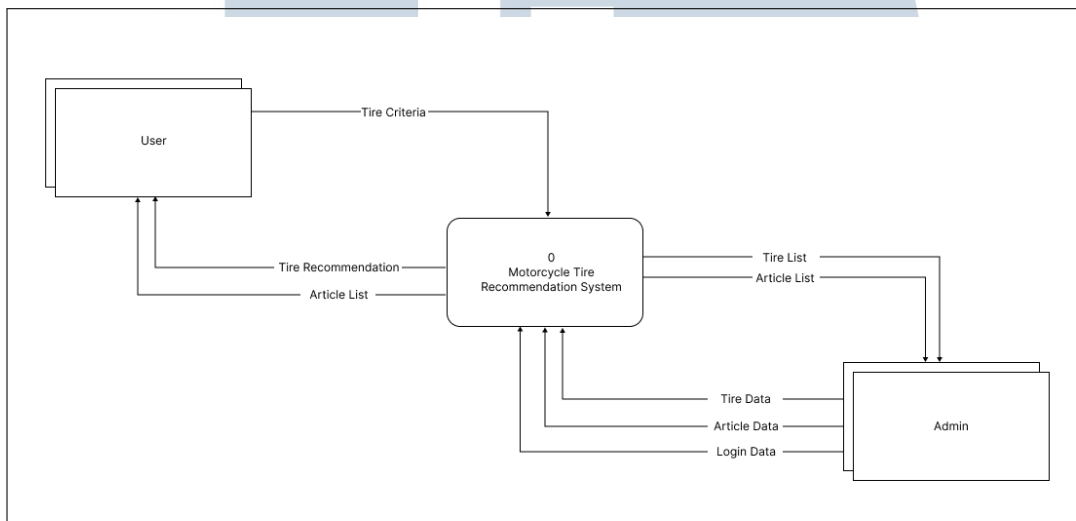 User
Tire Criteria
0
Motorcycle Tire
Recommendation System
Tire Recommendation
Article List
Tire List
Article List
Tire Data
Article Data
Login Data
Admin